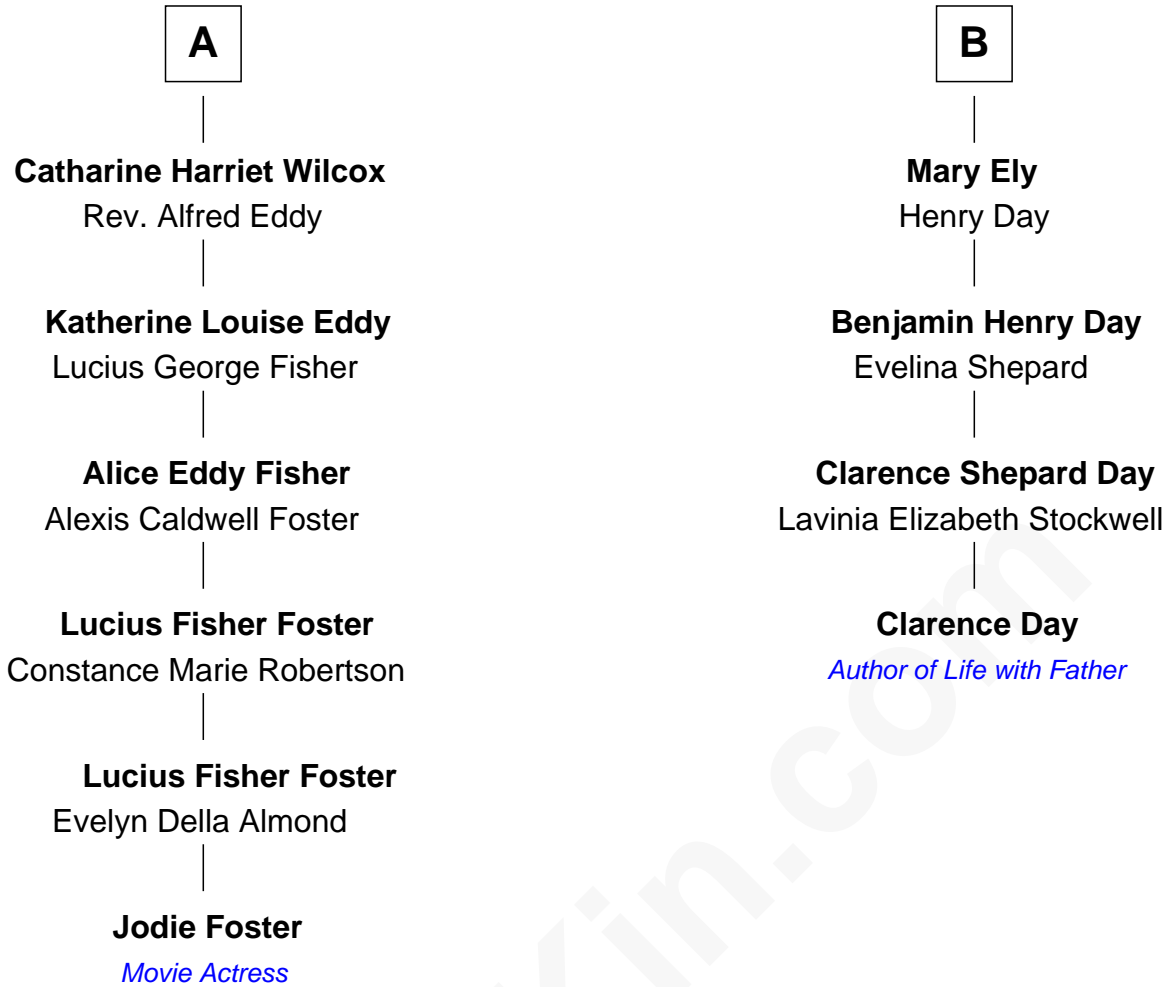 A
Catharine Harriet Wilcox
Rev. Alfred Eddy
Katherine Louise Eddy
Lucius George Fisher
Alice Eddy Fisher
Alexis Caldwell Foster
Lucius Fisher Foster
Constance Marie Robertson
Lucius Fisher Foster
Evelyn Della Almond
Jodie Foster
Movie Actress
B
Mary Ely
Henry Day
Benjamin Henry Day
Evelina Shepard
Clarence Shepard Day
Lavinia Elizabeth Stockwell
Clarence Day
Author of Life with Father
Kin.com